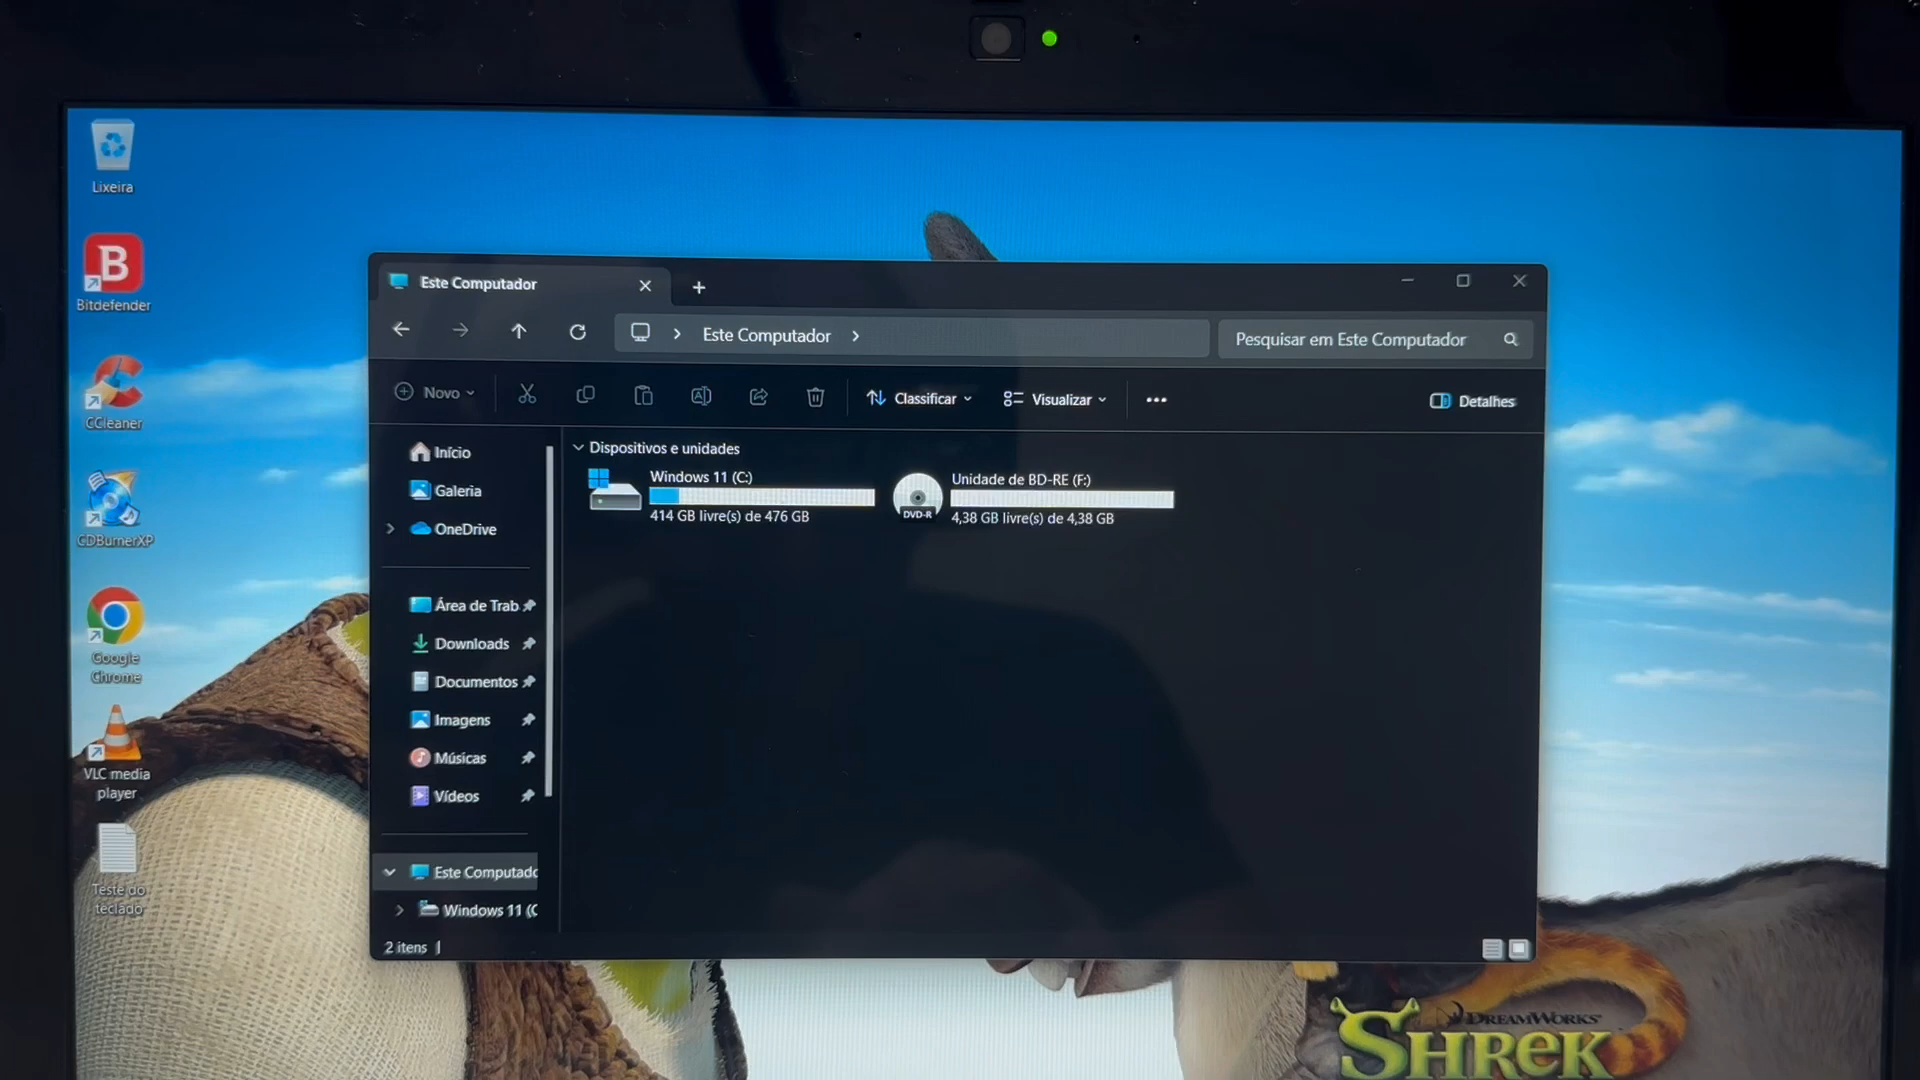 Lixeira
Bitdefender
CCleaner
CDBurnerXP
Google
Chrome
VLC media
player
Teste do
teclado
Este Computador
Este Computador
Pesquisar em Este Computador
Novo
Classificar
Visualizar
Detalhes
Início
Galeria
OneDrive
Área de Trab
Downloads
Documentos
Imagens
Músicas
Vídeos
Este Computad
Windows 11 (C
2 itens
Dispositivos e unidades
Windows 11 (C:)
414 GB livre(s) de 476 GB
DVD-R
Unidade de BD-RE (F:)
4,38 GB livre(s) de 4,38 GB
DREAMWORKS
SHREK